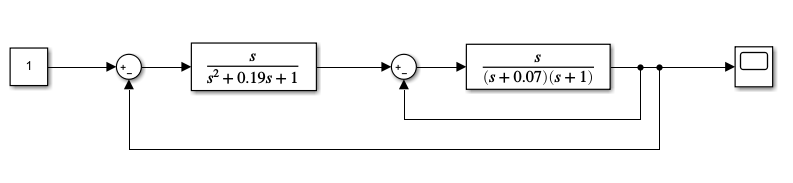 1
+
-
s
s² + 0.19s + 1
+
-
s
(s + 0.07)(s + 1)